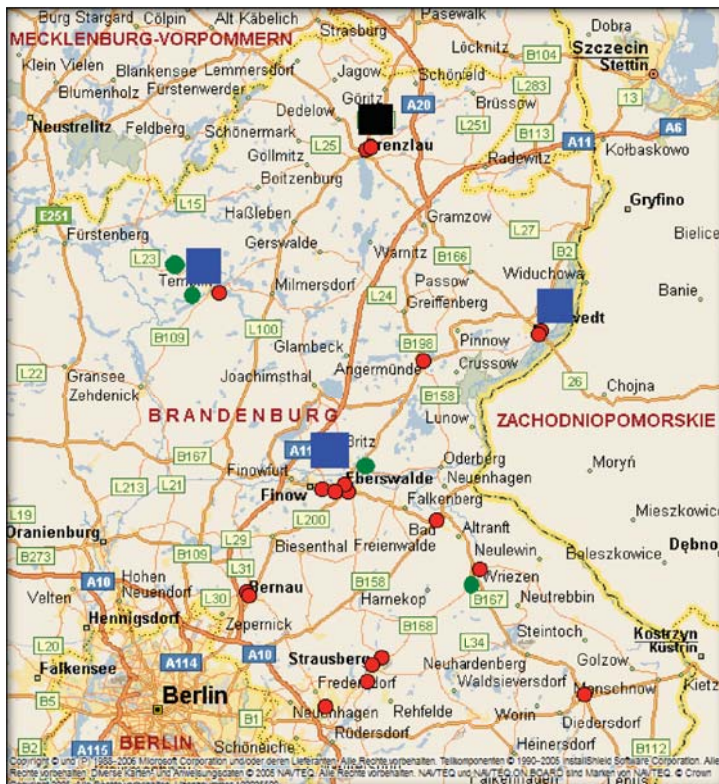 Burg Stargard
Cölpin
Alt Käbelich
Pasewalk
Strasburg
Dobra
MECKLENBURG-VORPOMMERN
Löcknitz
B104
Szczecin
Stettin
Klein Vielen
Blankensee
Lemmersdorf
Jagow
Schönfeld
L283
Blumenholz
Fürstenwerder
Göritz
A20
Brüssow
13
Dedelow
Neustrelitz
Feldberg
Schönermark
L25
L251
B113
A11
A6
Göllmitz
Radewitz
Kołbaskowo
Boitzenburg
L15
Gryfino
E251
Haßleben
Gramzow
L27
Fürstenberg
L23
Gerswalde
Warnitz
B166
B2
Bielice
Passow
Widuchowa
Milmersdorf
L24
Greiffenberg
Banie
B109
L100
B198
Pinnow
Glambeck
L22
Gransee
Angermünde
Crussow
26
Zehdenick
Joachimsthal
B158
Chojna
BRANDENBURG
Lunow
ZACHODNIOPOMORSKIE
Britz
B167
Finowfurt
Oderberg
Moryń
L213
L21
Eberswalde
Neuenhagen
Finow
Falkenberg
Mieszkowice
L19
L200
Oranienburg
L29
Bad
Altranft
Biesenthal
Freienwalde
Neulewin
Dębno
B273
B109
L31
Bieleszkowice
A10
Hohen
Neuendorf
B158
Wriezen
Velten
L30
Bernau
Harnekop
B167
Neutrebbin
Hennigsdorf
Zepernick
B168
Steintoch
L20
A114
A10
L34
Kostrzyn
Küstrin
Strausberg
Neuhardenberg
Golzow
Falkensee
Waldsieversdorf
Kietz
B5
Berlin
Fredersdorf
Manschnow
Neuenhagen
Rehfelde
Worin
Diedersdorf
B1
Rüdersdorf
Heinersdorf
B112
B2
BERLIN
A115
Schöneiche